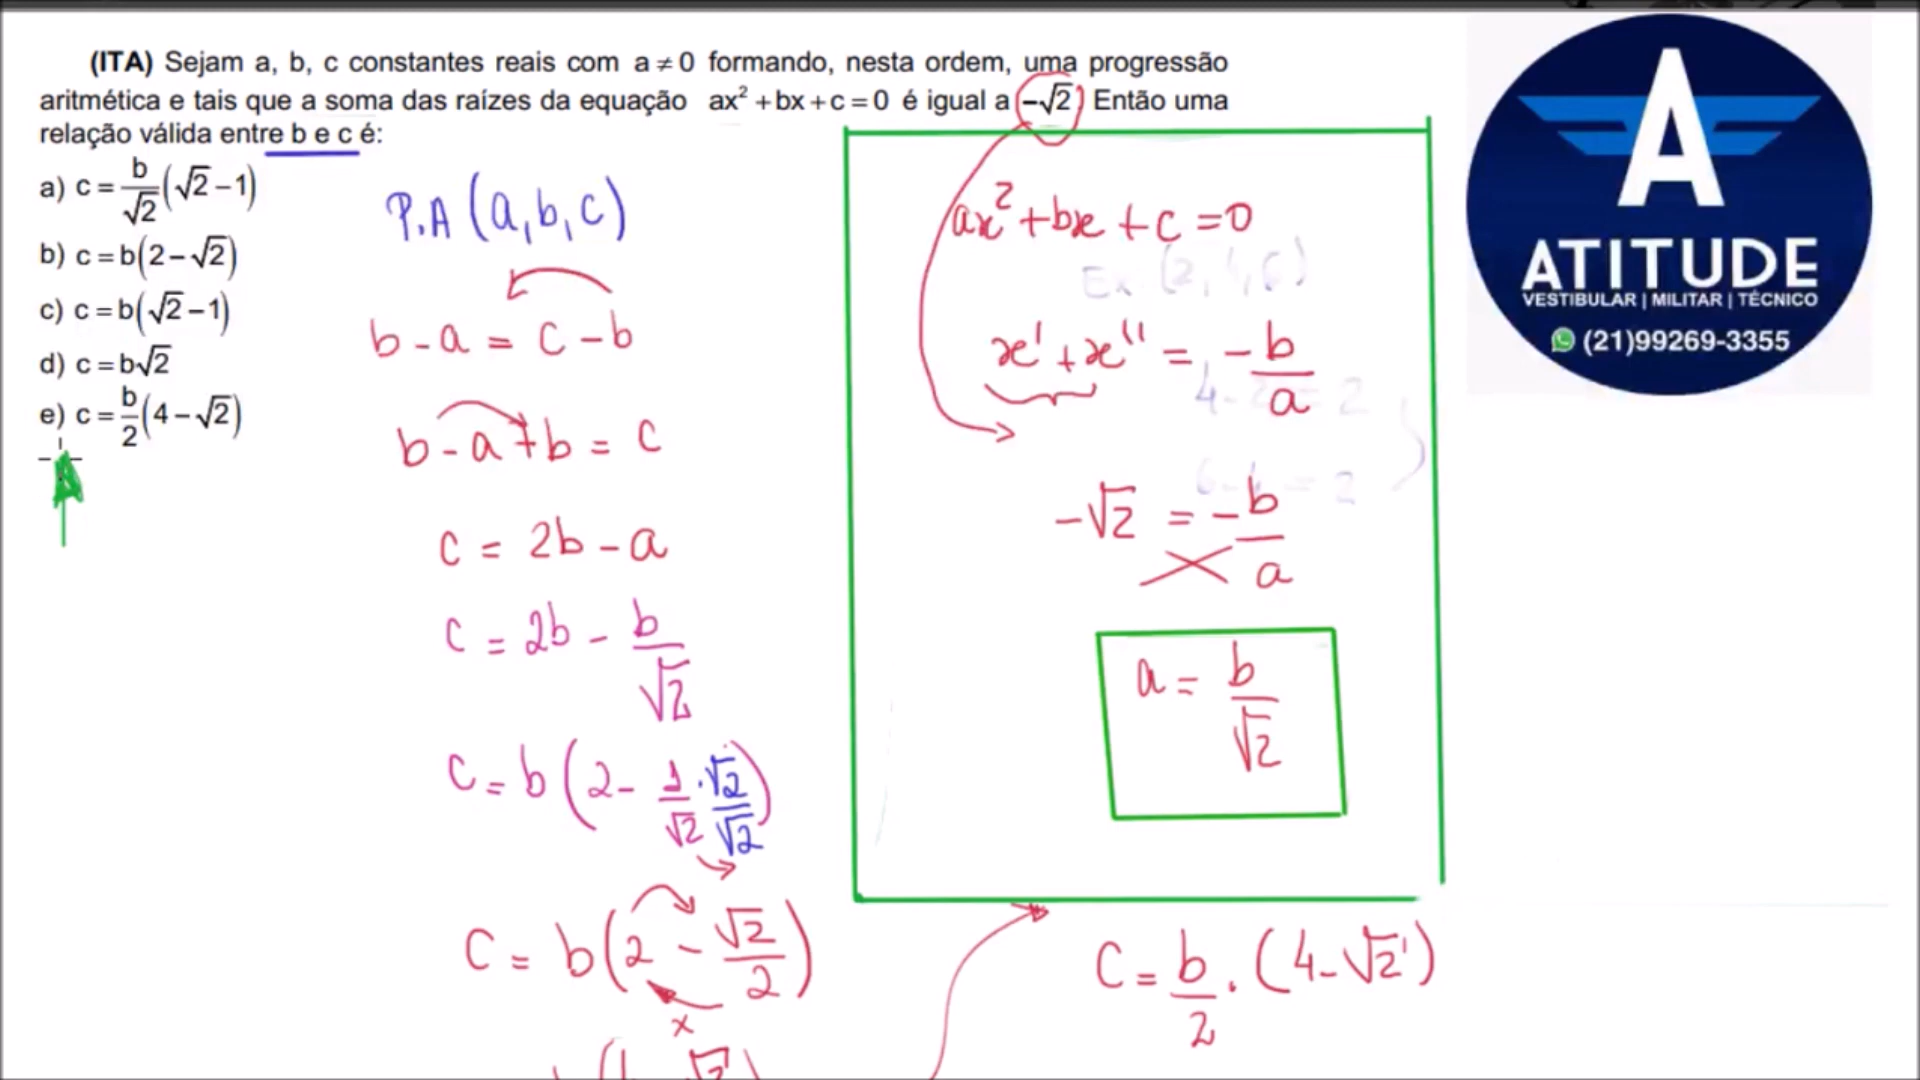 (ITA) Sejam a, b, c constantes reais com a ≠ 0 formando, nesta ordem, uma progressão
aritmética e tais que a soma das raízes da equação ax² + bx + c = 0 é igual a −√2. Então uma
relação válida entre b e c é:
a) c = b/√2 (√2 − 1)
b) c = b(2 − √2)
c) c = b(√2 − 1)
d) c = b√2
e) c = b/2 (4 − √2)
P.A (a, b, c)
b - a = c - b
b - a + b = c
c = 2b - a
c = 2b - b/√2
c = b (2 - 1/√2 · √2/√2)
c = b (2 - √2/2)
x
ax² + bx + c = 0
x' + x'' = - b/a
-√2 = - b/a
a = b/√2
c = b/2 . (4 - √2)
A
ATITUDE
VESTIBULAR | MILITAR | TÉCNICO
(21)99269-3355